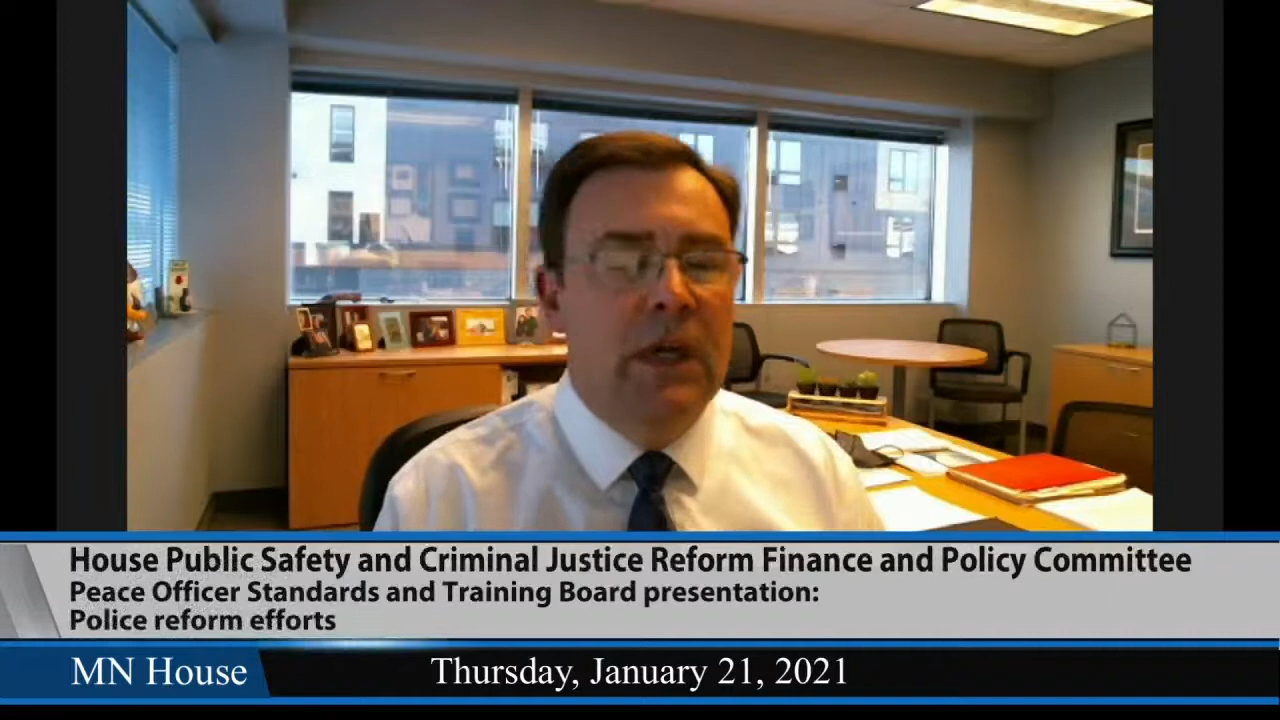 House Public Safety and Criminal Justice Reform Finance and Policy Committee
Peace Officer Standards and Training Board presentation:
Police reform efforts
MN House
Thursday, January 21, 2021